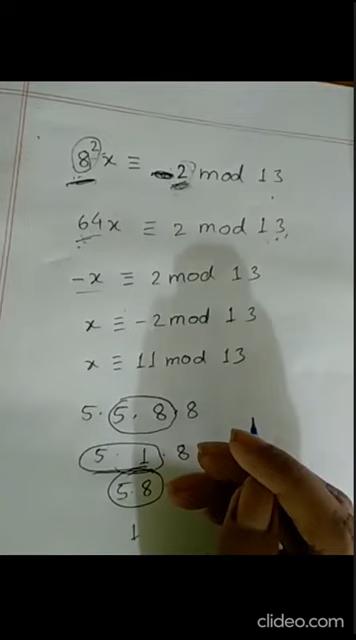 8²x ≡ 2 mod 13
64x ≡ 2 mod 13
-x ≡ 2 mod 13
x ≡ -2 mod 13
x ≡ 11 mod 13
5.5.8.8
5.1.8
5.8
1
clideo.com